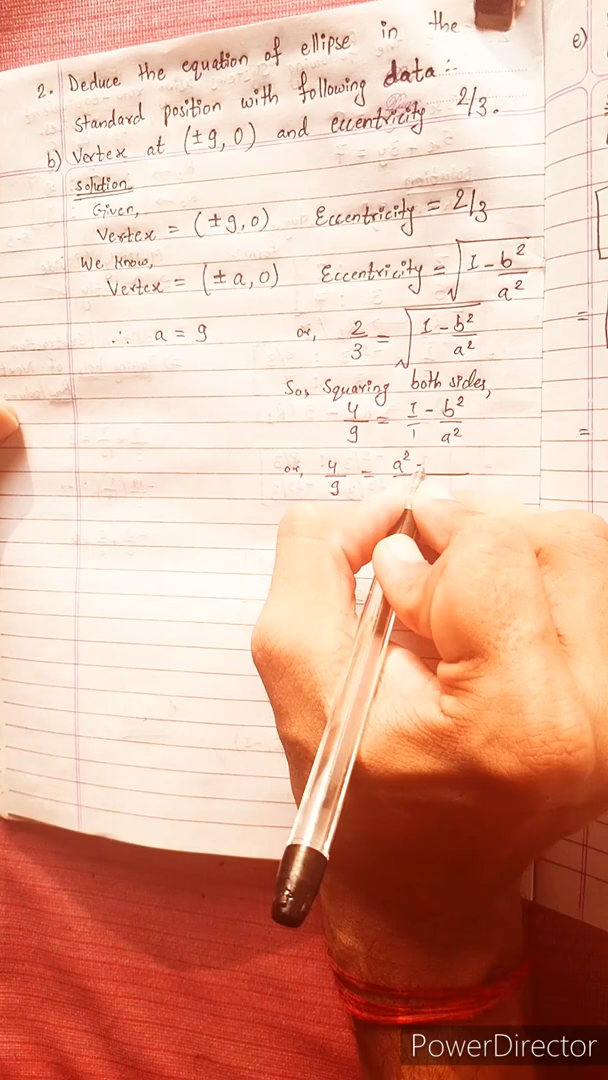 2. Deduce the equation of ellipse in the
standard position with following data :-
b) Vertex at (±9, 0) and eccentricity 2/3.
Solution
Given,
Vertex = (±9, 0) Eccentricity = 2/3
We Know,
Vertex = (±a, 0) Eccentricity = √(1 - b²/a²)
∴ a = 9 or, 2/3 = √(1 - b²/a²)
So, Squaring both sides,
4/9 = 1/1 - b²/a²
or, 4/9 = a² -
e)
=
=
PowerDirector